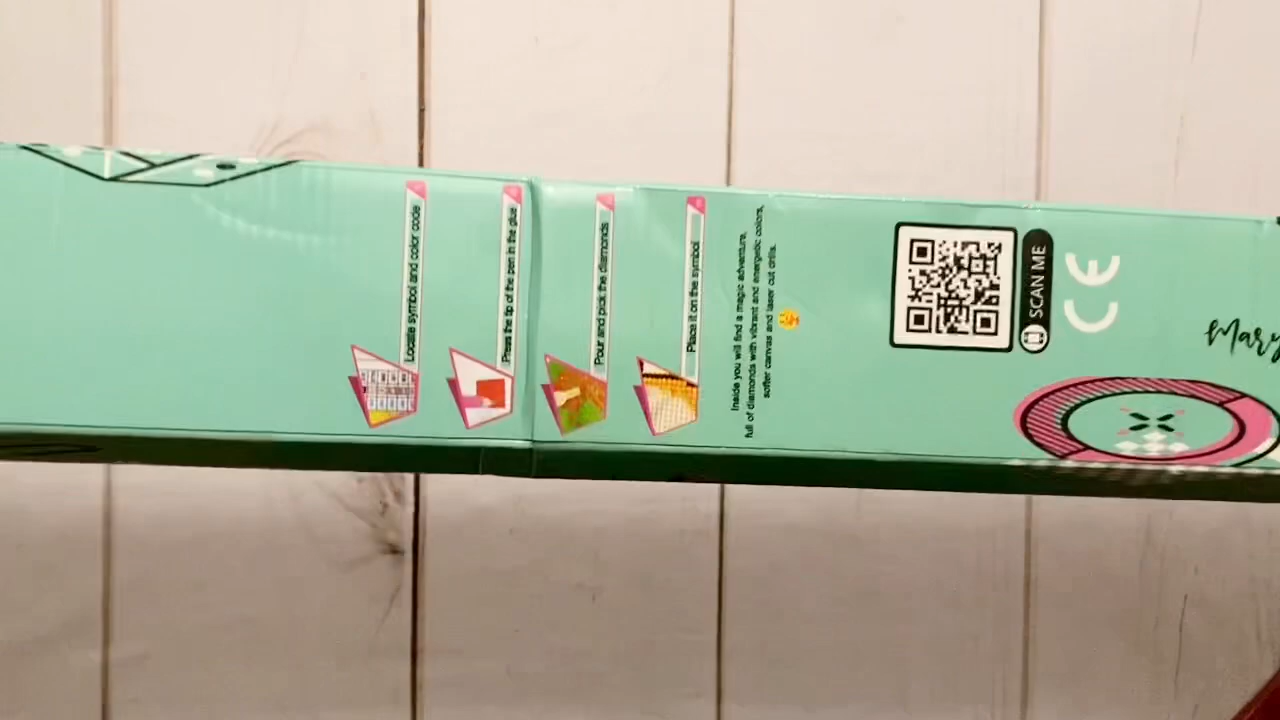 Locate symbol and color code
Press the tip of the pen in the glue
Pour and pick the diamonds
Place it on the symbol
Inside you will find a magic adventure,
full of diamonds with vibrant and energetic colors,
softer canvas and laser cut drills.
SCAN ME
CE
Mary